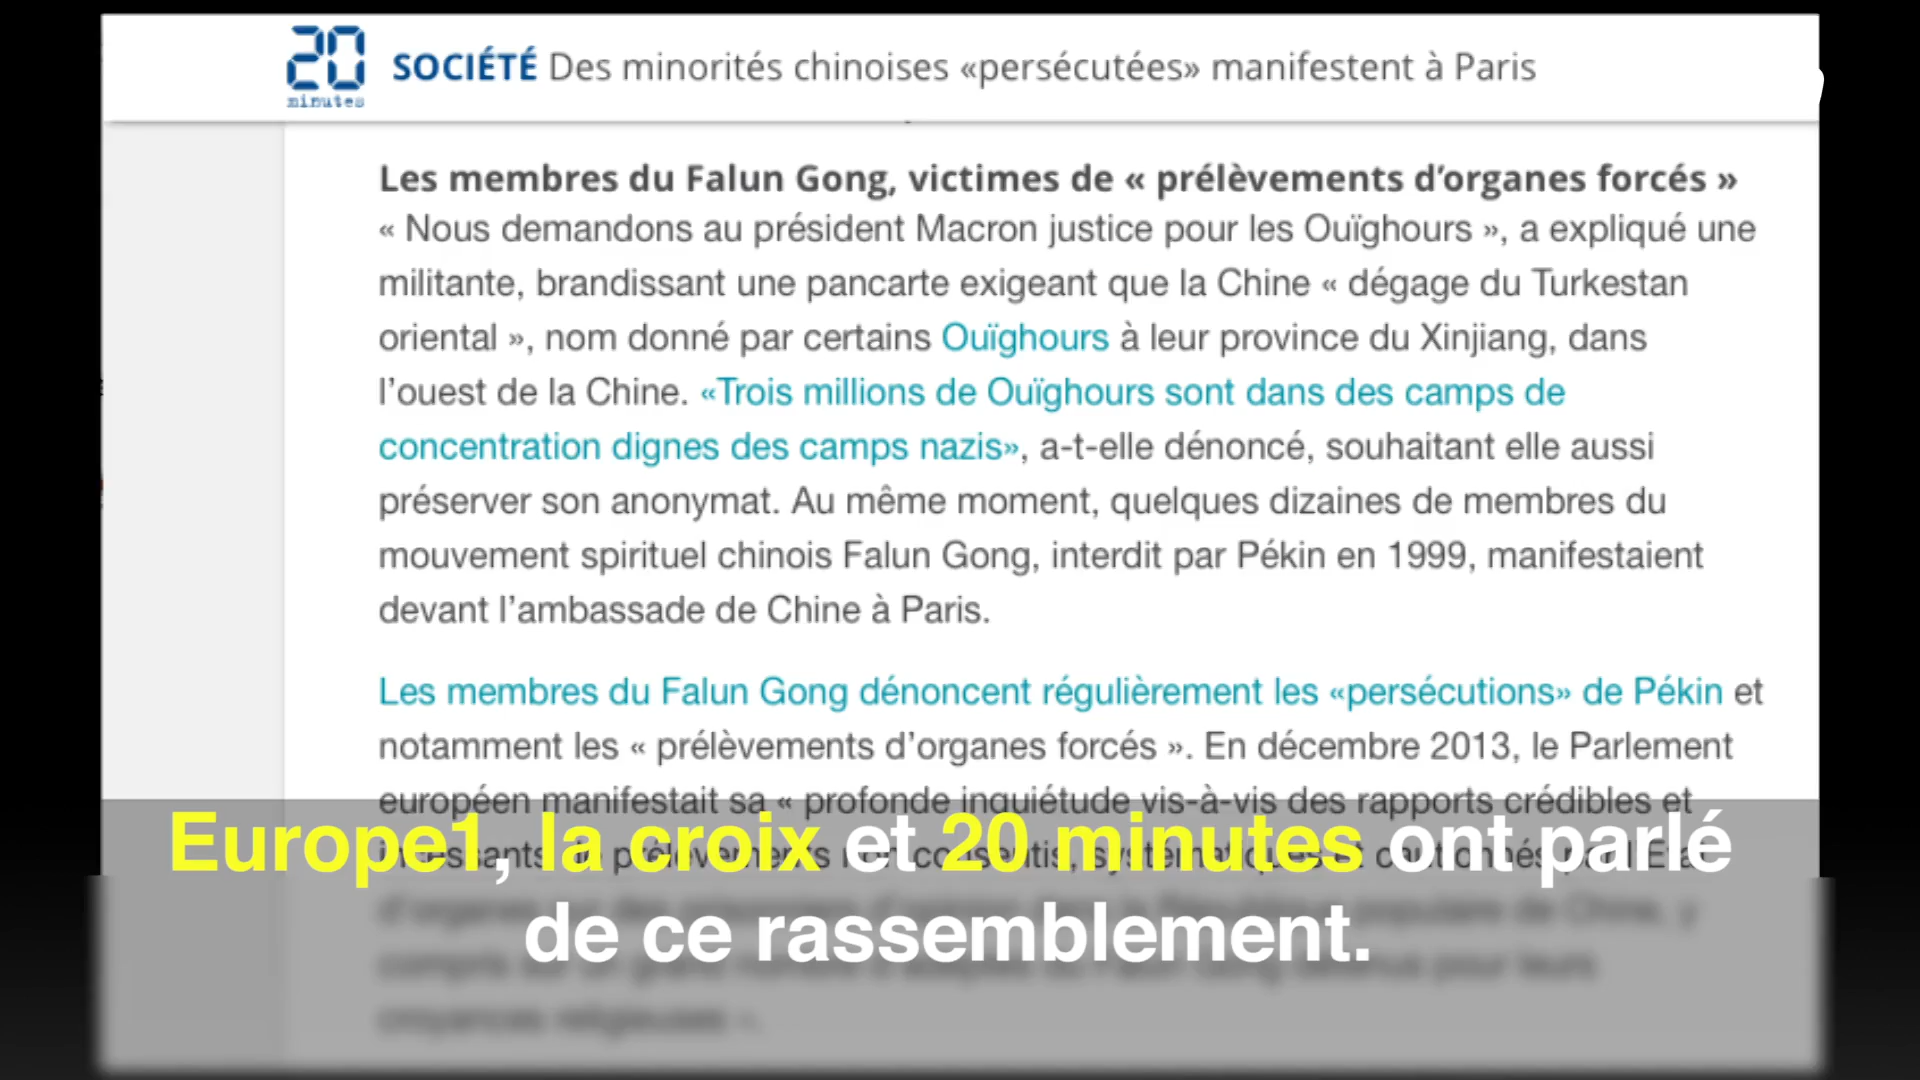 20 minutes
SOCIÉTÉ Des minorités chinoises «persécutées» manifestent à Paris
Les membres du Falun Gong, victimes de « prélèvements d’organes forcés »
« Nous demandons au président Macron justice pour les Ouïghours », a expliqué une
militante, brandissant une pancarte exigeant que la Chine « dégage du Turkestan
oriental », nom donné par certains Ouïghours à leur province du Xinjiang, dans
l’ouest de la Chine. «Trois millions de Ouïghours sont dans des camps de
concentration dignes des camps nazis», a-t-elle dénoncé, souhaitant elle aussi
préserver son anonymat. Au même moment, quelques dizaines de membres du
mouvement spirituel chinois Falun Gong, interdit par Pékin en 1999, manifestaient
devant l’ambassade de Chine à Paris.
Les membres du Falun Gong dénoncent régulièrement les «persécutions» de Pékin et
notamment les « prélèvements d’organes forcés ». En décembre 2013, le Parlement
européen manifestait sa « profonde inquiétude vis-à-vis des rapports crédibles et
Europe1, la croix et 20 minutes ont parlé
de ce rassemblement.
croyances religieuses ».